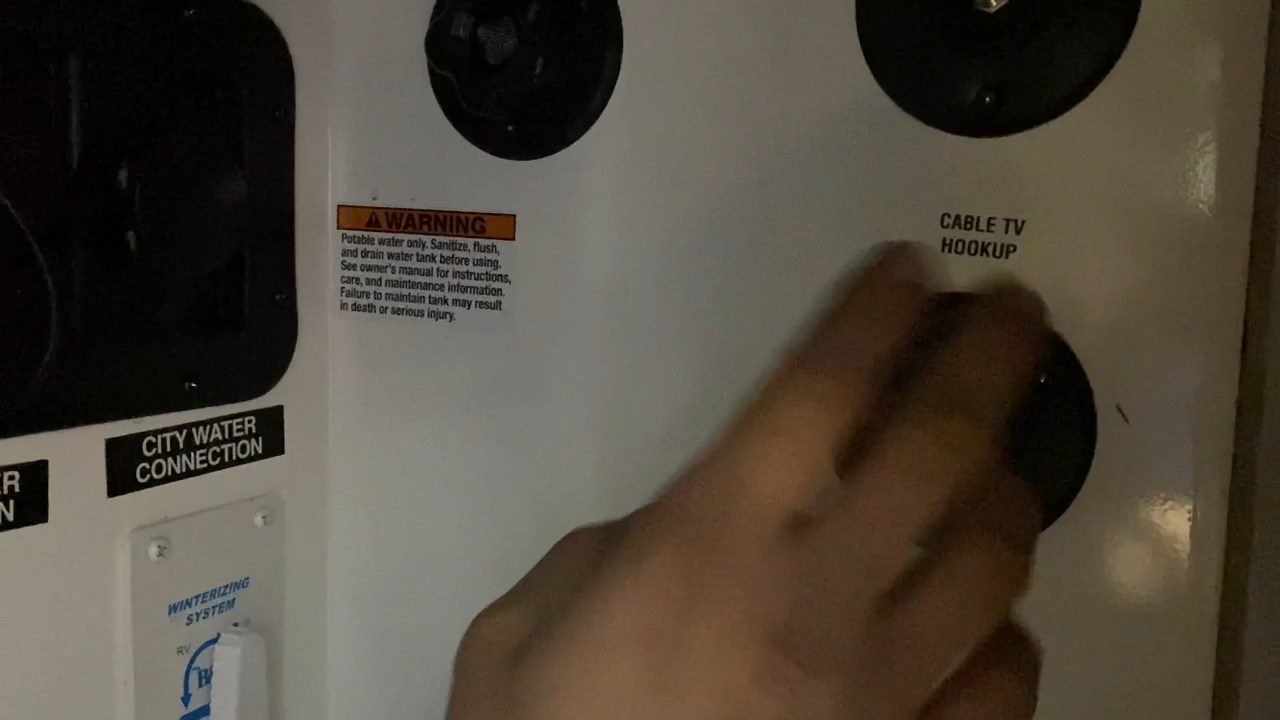 WARNING
Potable water only. Sanitize, flush,
and drain water tank before using.
See owner's manual for instructions,
care, and maintenance information.
Failure to maintain tank may result
in death or serious injury.
CABLE TV
HOOKUP
CITY WATER
CONNECTION
R
N
WINTERIZING
SYSTEM
RV